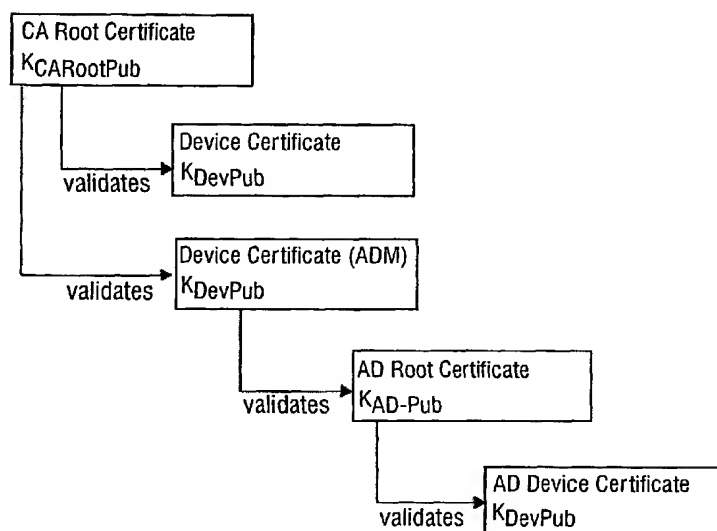 CA Root Certificate
KCARootPub
Device Certificate
KDevPub
validates
Device Certificate (ADM)
KDevPub
validates
AD Root Certificate
KAD-Pub
validates
AD Device Certificate
KDevPub
validates